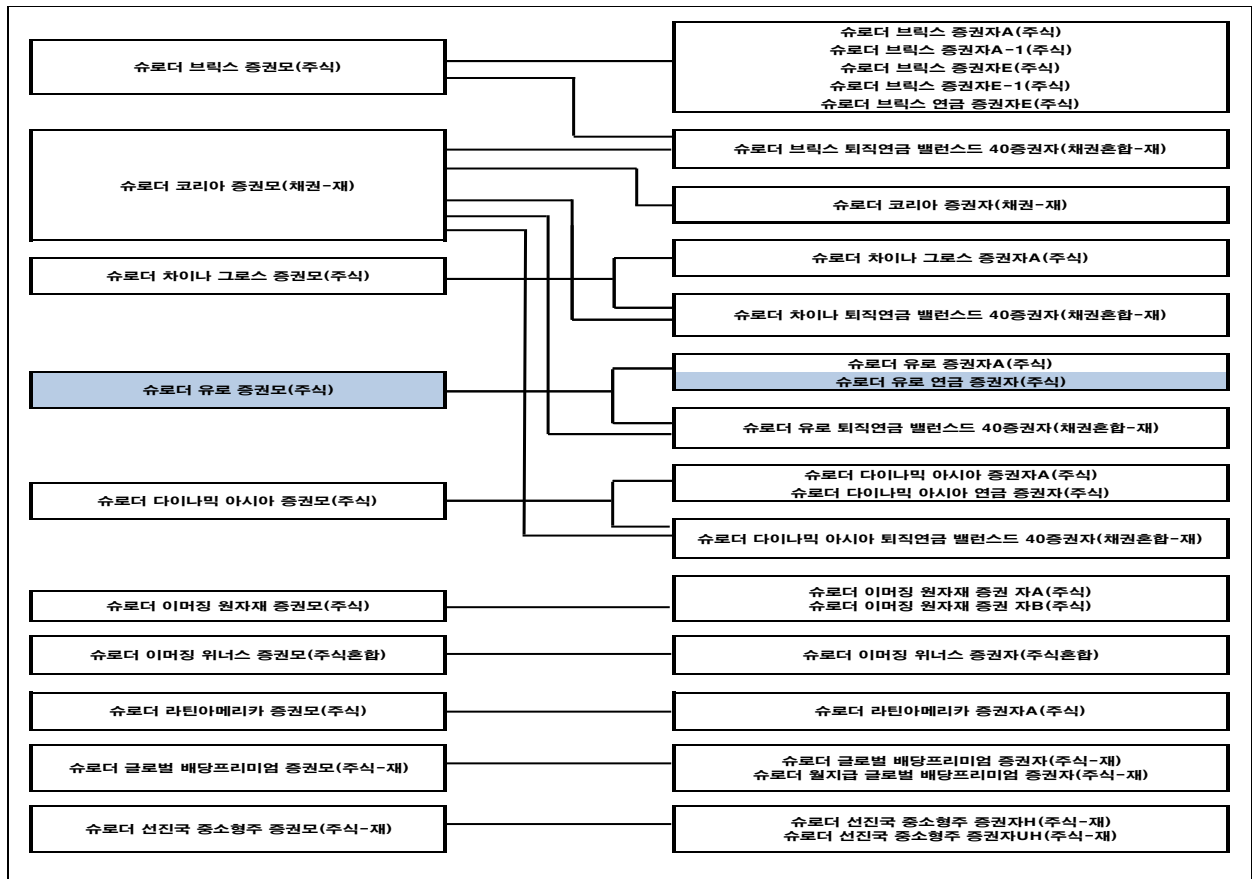 슈로더 브릭스 증권모(주식)
슈로더 코리아 증권모(채권-재)
슈로더 차이나 그로스 증권모(주식)
슈로더 유로 증권모(주식)
슈로더 다이나믹 아시아 증권모(주식)
슈로더 이머징 원자재 증권모(주식)
슈로더 이머징 위너스 증권모(주식혼합)
슈로더 라틴아메리카 증권모(주식)
슈로더 글로벌 배당프리미엄 증권모(주식-재)
슈로더 선진국 중소형주 증권모(주식-재)
슈로더 브릭스 증권자A(주식)
슈로더 브릭스 증권자A-1(주식)
슈로더 브릭스 증권자E(주식)
슈로더 브릭스 증권자E-1(주식)
슈로더 브릭스 연금 증권자E(주식)
슈로더 브릭스 퇴직연금 밸런스드 40증권자(채권혼합-재)
슈로더 코리아 증권자(채권-재)
슈로더 차이나 그로스 증권자A(주식)
슈로더 차이나 퇴직연금 밸런스드 40증권자(채권혼합-재)
슈로더 유로 증권자A(주식)
슈로더 유로 연금 증권자(주식)
슈로더 유로 퇴직연금 밸런스드 40증권자(채권혼합-재)
슈로더 다이나믹 아시아 증권자A(주식)
슈로더 다이나믹 아시아 연금 증권자(주식)
슈로더 다이나믹 아시아 퇴직연금 밸런스드 40증권자(채권혼합-재)
슈로더 이머징 원자재 증권 자A(주식)
슈로더 이머징 원자재 증권 자B(주식)
슈로더 이머징 위너스 증권자(주식혼합)
슈로더 라틴아메리카 증권자A(주식)
슈로더 글로벌 배당프리미엄 증권자(주식-재)
슈로더 월지급 글로벌 배당프리미엄 증권자(주식-재)
슈로더 선진국 중소형주 증권자H(주식-재)
슈로더 선진국 중소형주 증권자UH(주식-재)